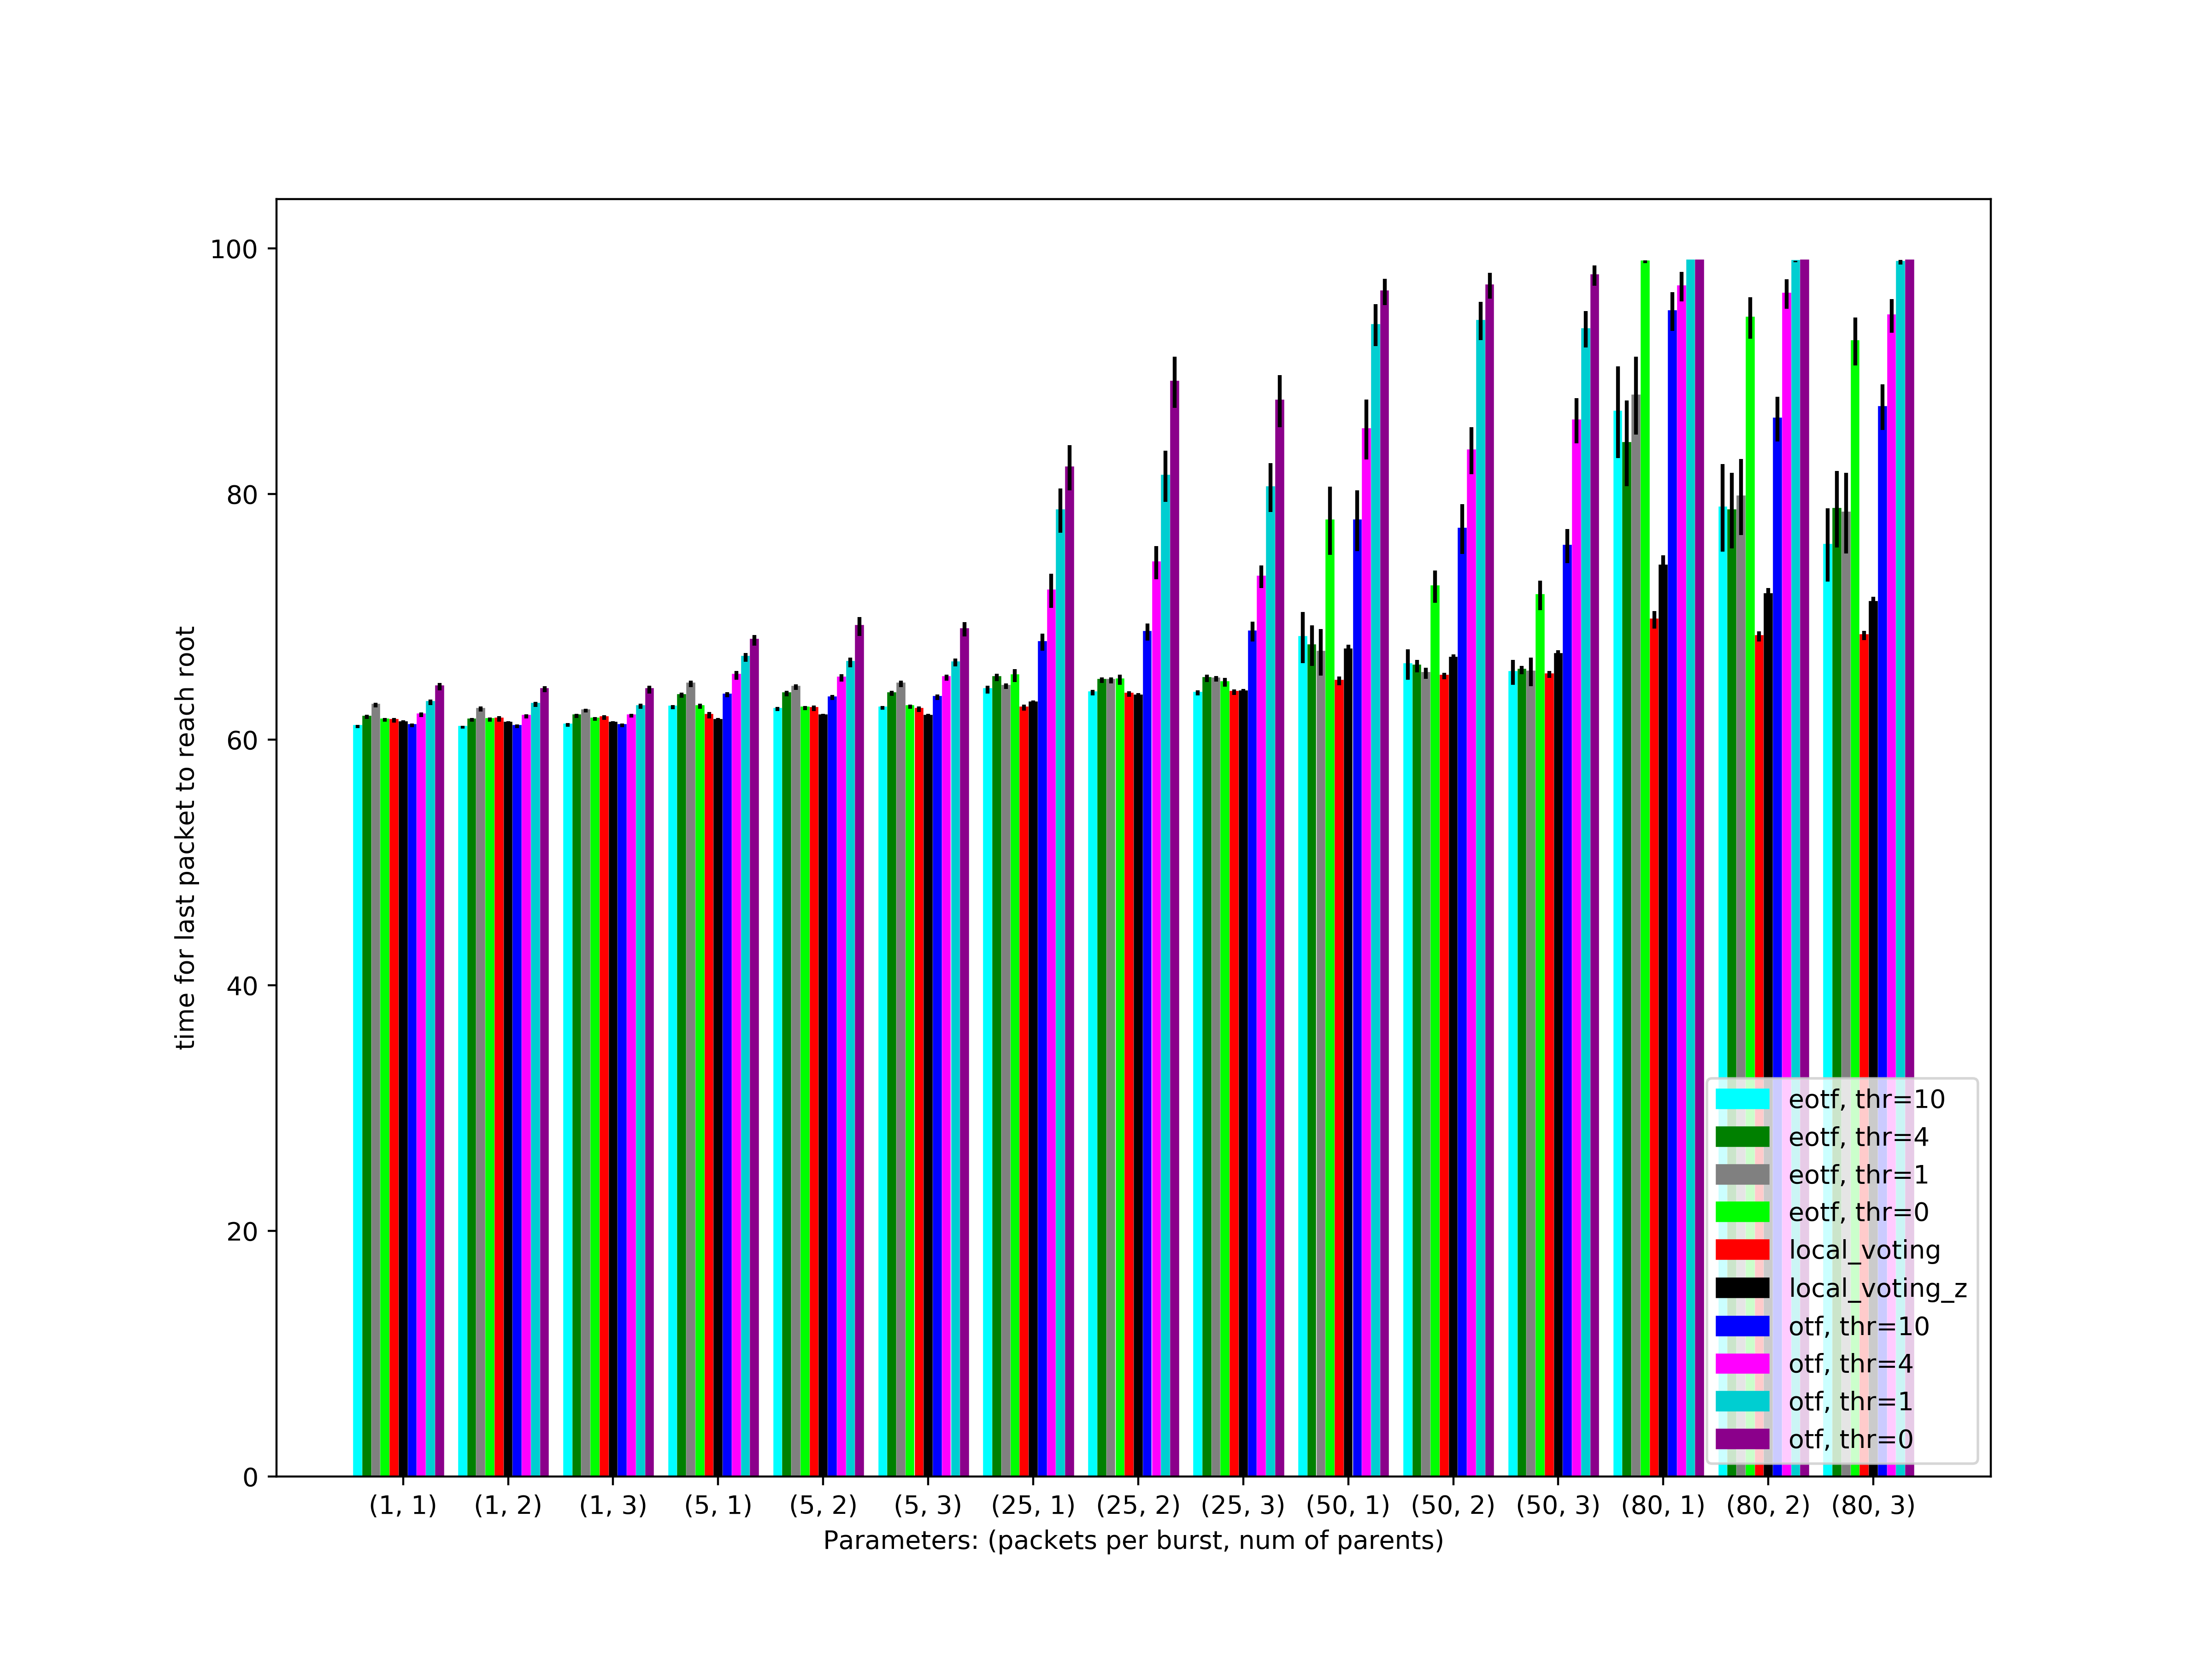 100
80
60
40
20
0
time for last packet to reach root
eotf, thr=10
eotf, thr=4
eotf, thr=1
eotf, thr=0
local_voting
local_voting_z
otf, thr=10
otf, thr=4
otf, thr=1
otf, thr=0
(1, 1) (1, 2) (1, 3) (5, 1) (5, 2) (5, 3) (25, 1) (25, 2) (25, 3) (50, 1) (50, 2) (50, 3) (80, 1) (80, 2) (80, 3)
Parameters: (packets per burst, num of parents)